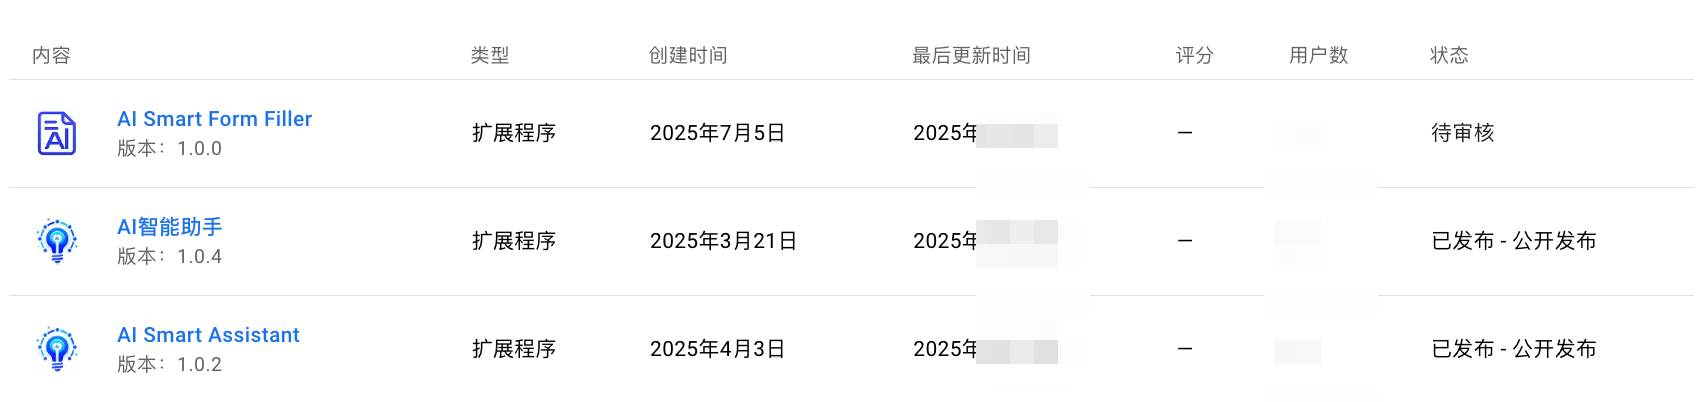 内容 类型 创建时间 最后更新时间 评分 用户数 状态
AI Smart Form Filler
版本：1.0.0
扩展程序 2025年7月5日 2025年 – 待审核
AI智能助手
版本：1.0.4
扩展程序 2025年3月21日 2025年 – 已发布 - 公开发布
AI Smart Assistant
版本：1.0.2
扩展程序 2025年4月3日 2025年 – 已发布 - 公开发布